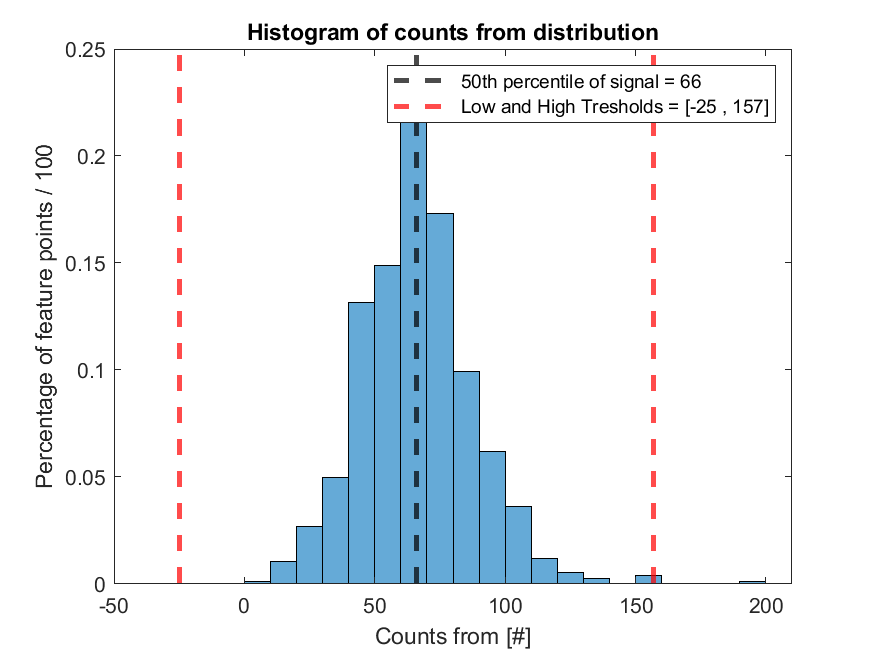 Histogram of counts from distribution
0.25
50th percentile of signal = 66
Low and High Tresholds = [-25 , 157]
0.2
0.15
0.1
0.05
0
Percentage of feature points / 100
-50
0
50
100
150
200
Counts from [#]